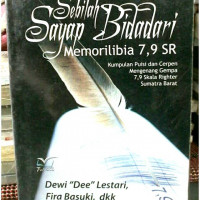 Sebilah
Sayap Bidadari
Memorilibia 7,9 SR
Kumpulan Puisi dan Cerpen
Mengenang Gempa
7,9 Skala Righter
Sumatra Barat
Dewi "Dee" Lestari,
Fira Basuki, dkk